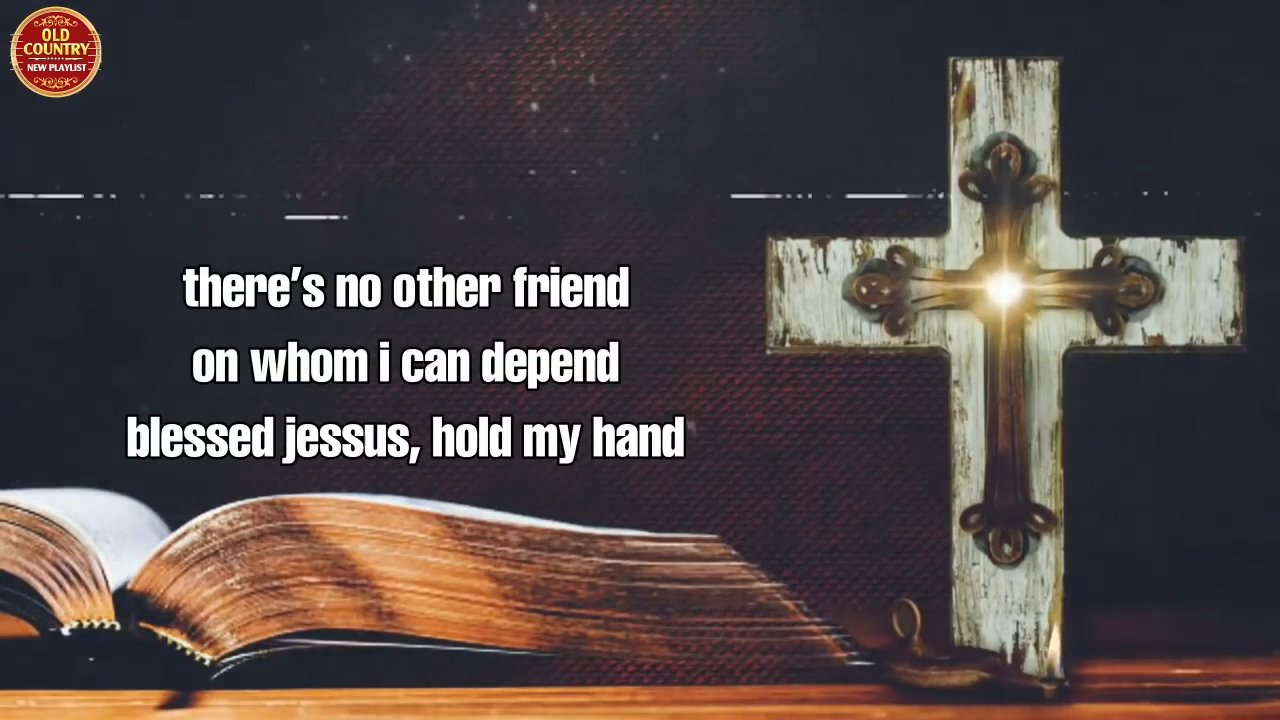 OLD
COUNTRY
NEW PLAYLIST
there's no other friend
on whom i can depend
blessed jessus, hold my hand